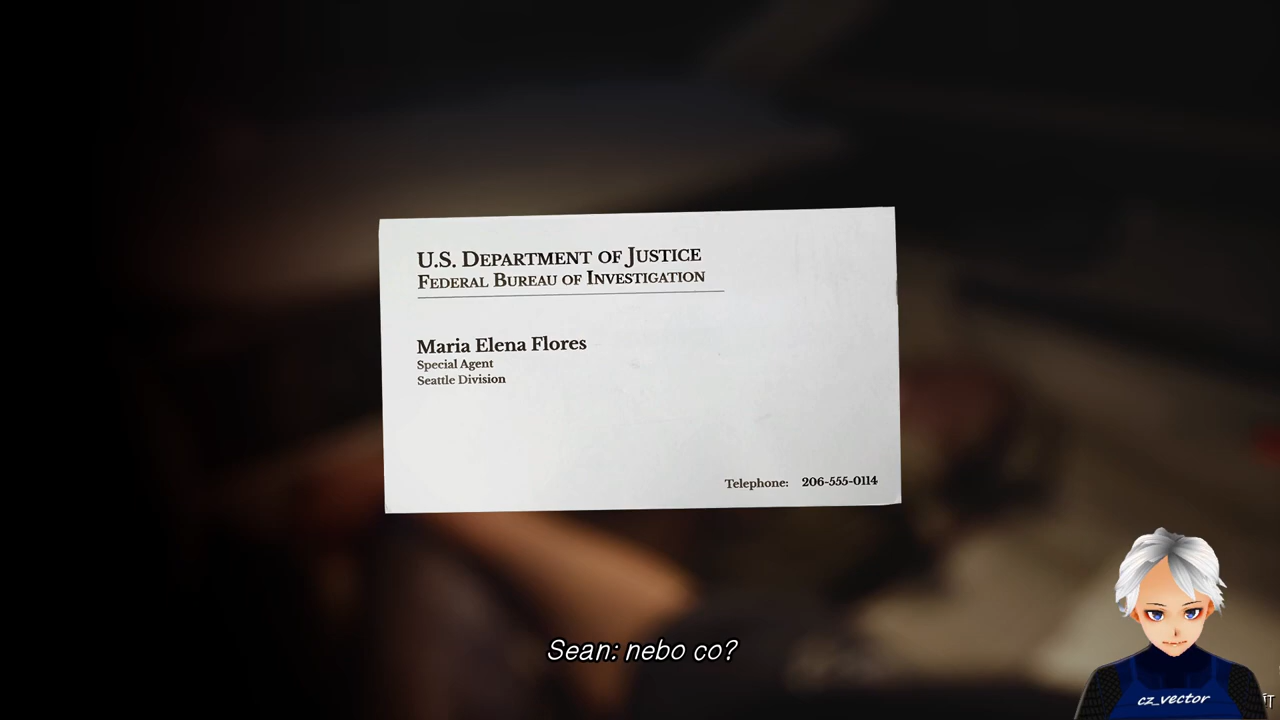 U.S. DEPARTMENT OF JUSTICE
FEDERAL BUREAU OF INVESTIGATION
Maria Elena Flores
Special Agent
Seattle Division
Telephone: 206-555-0114
Sean: nebo co?
cz_vector